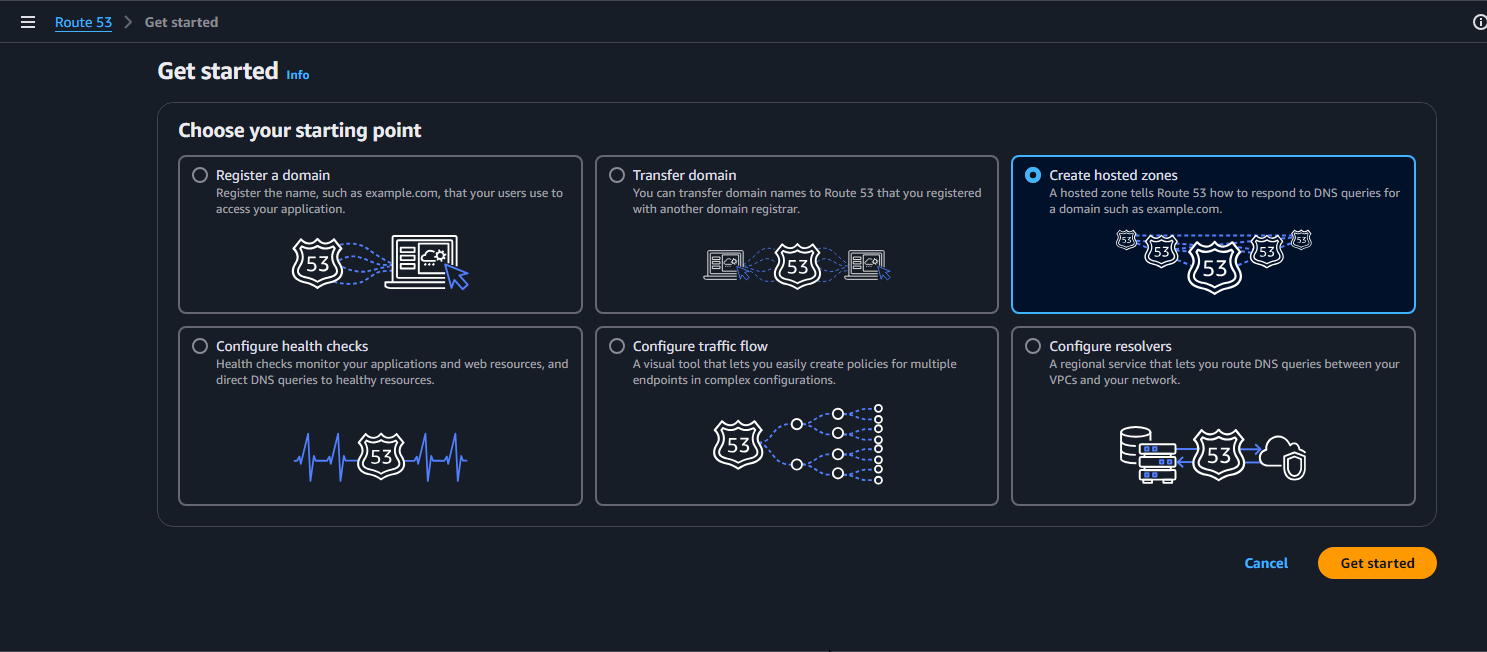 Route 53 > Get started
Get started Info
Choose your starting point
Register a domain
Register the name, such as example.com, that your users use to
access your application.
53
Transfer domain
You can transfer domain names to Route 53 that you registered
with another domain registrar.
53
Create hosted zones
A hosted zone tells Route 53 how to respond to DNS queries for
a domain such as example.com.
53 53 53 53 53
Configure health checks
Health checks monitor your applications and web resources, and
direct DNS queries to healthy resources.
53
Configure traffic flow
A visual tool that lets you easily create policies for multiple
endpoints in complex configurations.
53
Configure resolvers
A regional service that lets you route DNS queries between your
VPCs and your network.
53
Cancel Get started